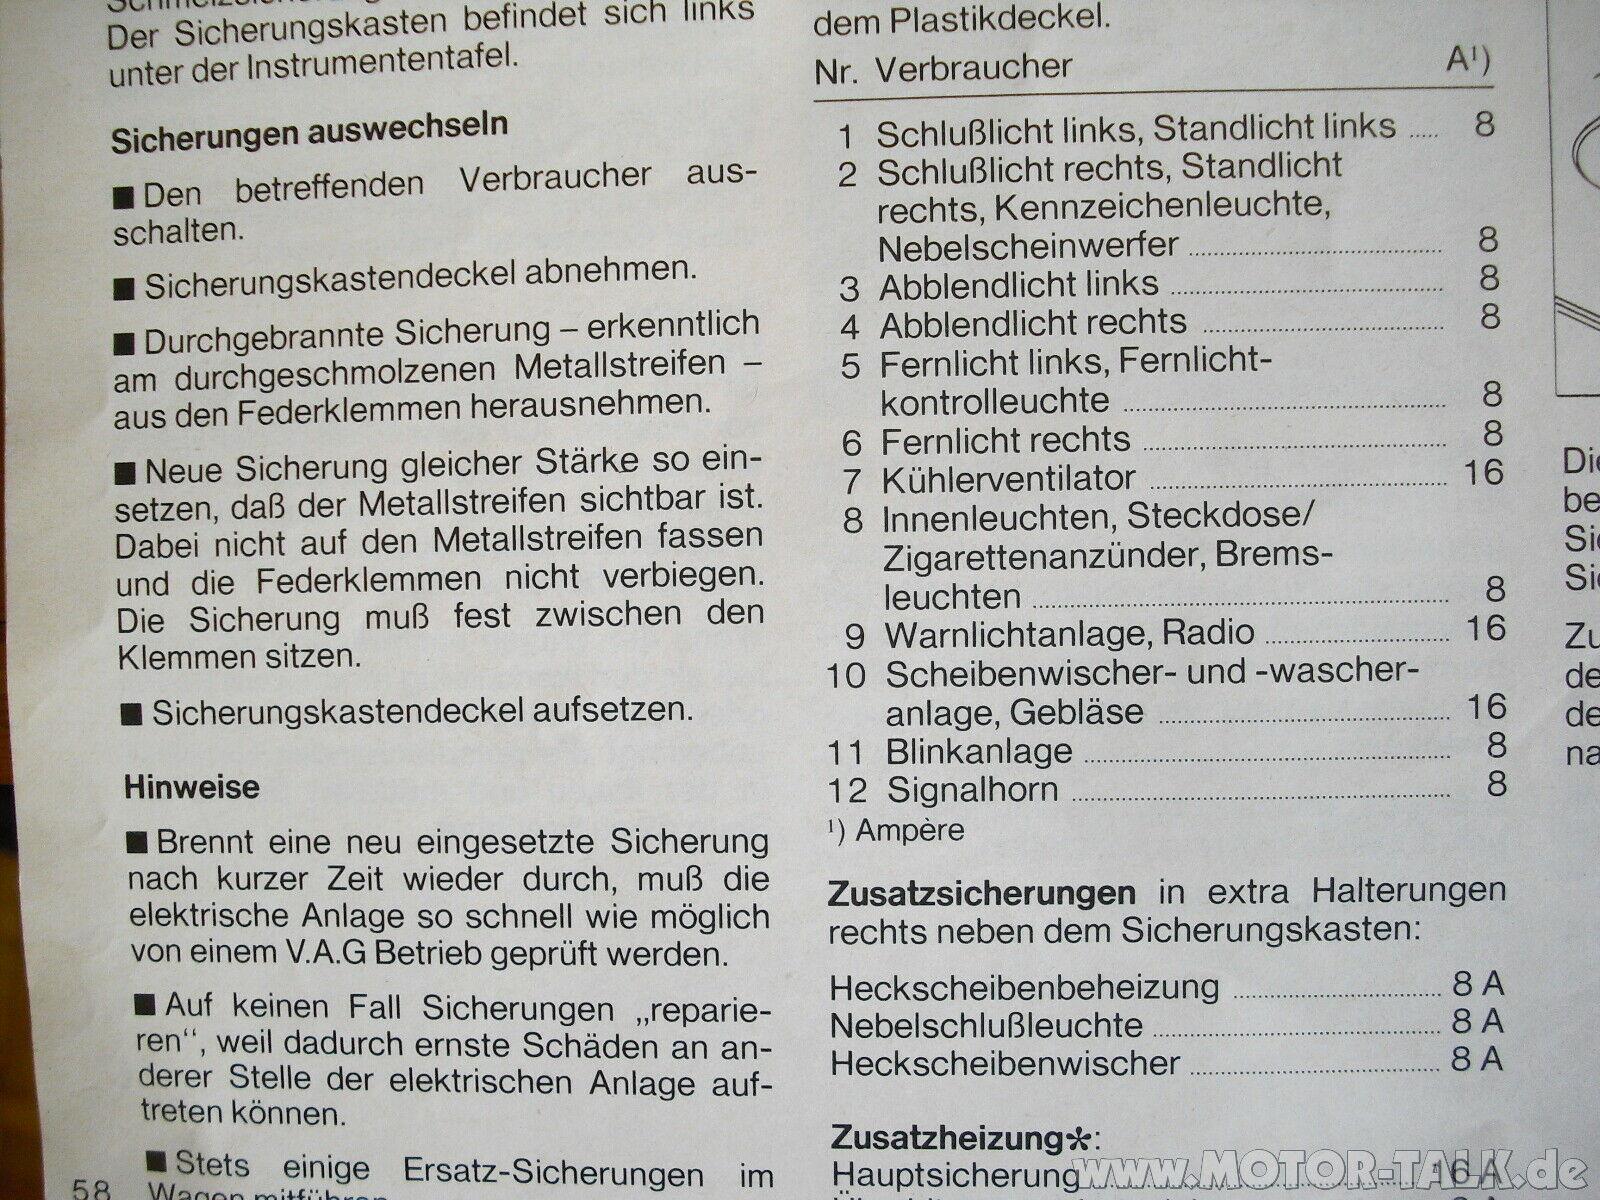 Der Sicherungskasten befindet sich links
unter der Instrumententafel.
Sicherungen auswechseln
■ Den betreffenden Verbraucher aus-
schalten.
■ Sicherungskastendeckel abnehmen.
■ Durchgebrannte Sicherung – erkenntlich
am durchgeschmolzenen Metallstreifen –
aus den Federklemmen herausnehmen.
■ Neue Sicherung gleicher Stärke so ein-
setzen, daß der Metallstreifen sichtbar ist.
Dabei nicht auf den Metallstreifen fassen
und die Federklemmen nicht verbiegen.
Die Sicherung muß fest zwischen den
Klemmen sitzen.
■ Sicherungskastendeckel aufsetzen.
Hinweise
■ Brennt eine neu eingesetzte Sicherung
nach kurzer Zeit wieder durch, muß die
elektrische Anlage so schnell wie möglich
von einem V.A.G Betrieb geprüft werden.
■ Auf keinen Fall Sicherungen „reparie-
ren“, weil dadurch ernste Schäden an an-
derer Stelle der elektrischen Anlage auf-
treten können.
■ Stets einige Ersatz-Sicherungen im
Wagen mitführen.
58
dem Plastikdeckel.
Nr. Verbraucher A¹)
1 Schlußlicht links, Standlicht links ..... 8
2 Schlußlicht rechts, Standlicht
rechts, Kennzeichenleuchte,
Nebelscheinwerfer ..... 8
3 Abblendlicht links ..... 8
4 Abblendlicht rechts ..... 8
5 Fernlicht links, Fernlicht-
kontrolleuchte ..... 8
6 Fernlicht rechts ..... 8
7 Kühlerventilator ..... 16
8 Innenleuchten, Steckdose/
Zigarettenanzünder, Brems-
leuchten ..... 8
9 Warnlichtanlage, Radio ..... 16
10 Scheibenwischer- und -wascher-
anlage, Gebläse ..... 16
11 Blinkanlage ..... 8
12 Signalhorn ..... 8
¹) Ampère
Zusatzsicherungen in extra Halterungen
rechts neben dem Sicherungskasten:
Heckscheibenbeheizung ..... 8 A
Nebelschlußleuchte ..... 8 A
Heckscheibenwischer ..... 8 A
Zusatzheizung*:
Hauptsicherung 16 A
www.MOTOR-TALK.de